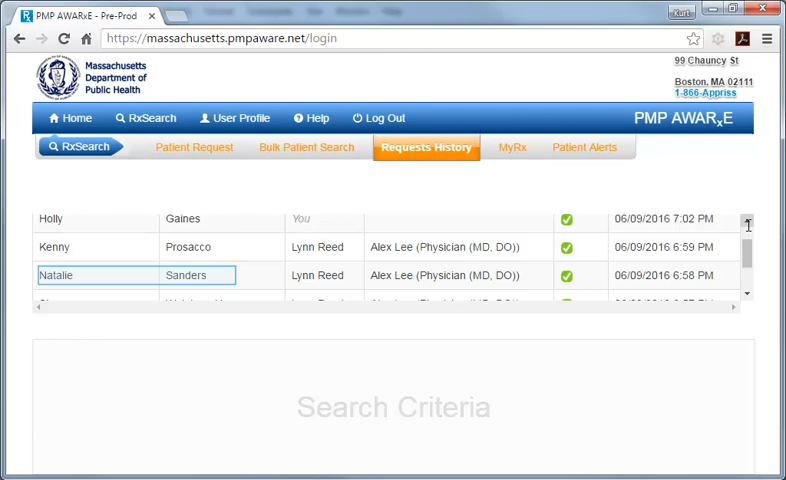 PMP AWARxE - Pre-Prod
Kurt
https://massachusetts.pmpaware.net/login
Massachusetts
Department of
Public Health
99 Chauncy St
Boston, MA 02111
1-866-Appriss
Home RxSearch User Profile Help Log Out PMP AWARxE
RxSearch Patient Request Bulk Patient Search Requests History MyRx Patient Alerts
Holly Gaines You 06/09/2016 7:02 PM
Kenny Prosacco Lynn Reed Alex Lee (Physician (MD, DO)) 06/09/2016 6:59 PM
Natalie Sanders Lynn Reed Alex Lee (Physician (MD, DO)) 06/09/2016 6:58 PM
Search Criteria